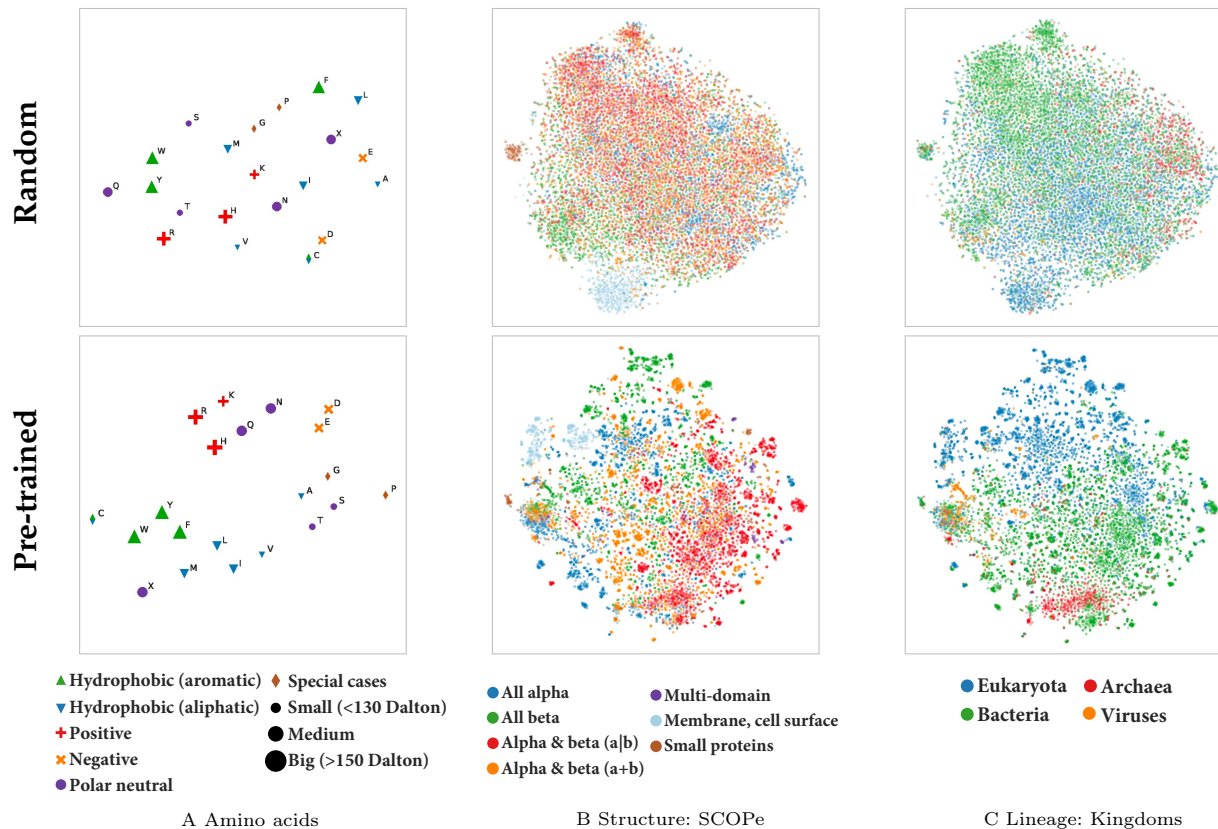 Random
F
L
P
S
G
X
M
W
E
K
Y
I
A
Q
N
T
H
R
V
D
C
Pre-trained
K
N
D
R
Q
E
H
G
A
P
S
Y
C
T
F
W
L
V
M
I
X
Hydrophobic (aromatic)
Hydrophobic (aliphatic)
Positive
Negative
Polar neutral
Special cases
Small (<130 Dalton)
Medium
Big (>150 Dalton)
All alpha
All beta
Alpha & beta (a|b)
Alpha & beta (a+b)
Multi-domain
Membrane, cell surface
Small proteins
Eukaryota
Bacteria
Archaea
Viruses
A Amino acids
B Structure: SCOPe
C Lineage: Kingdoms